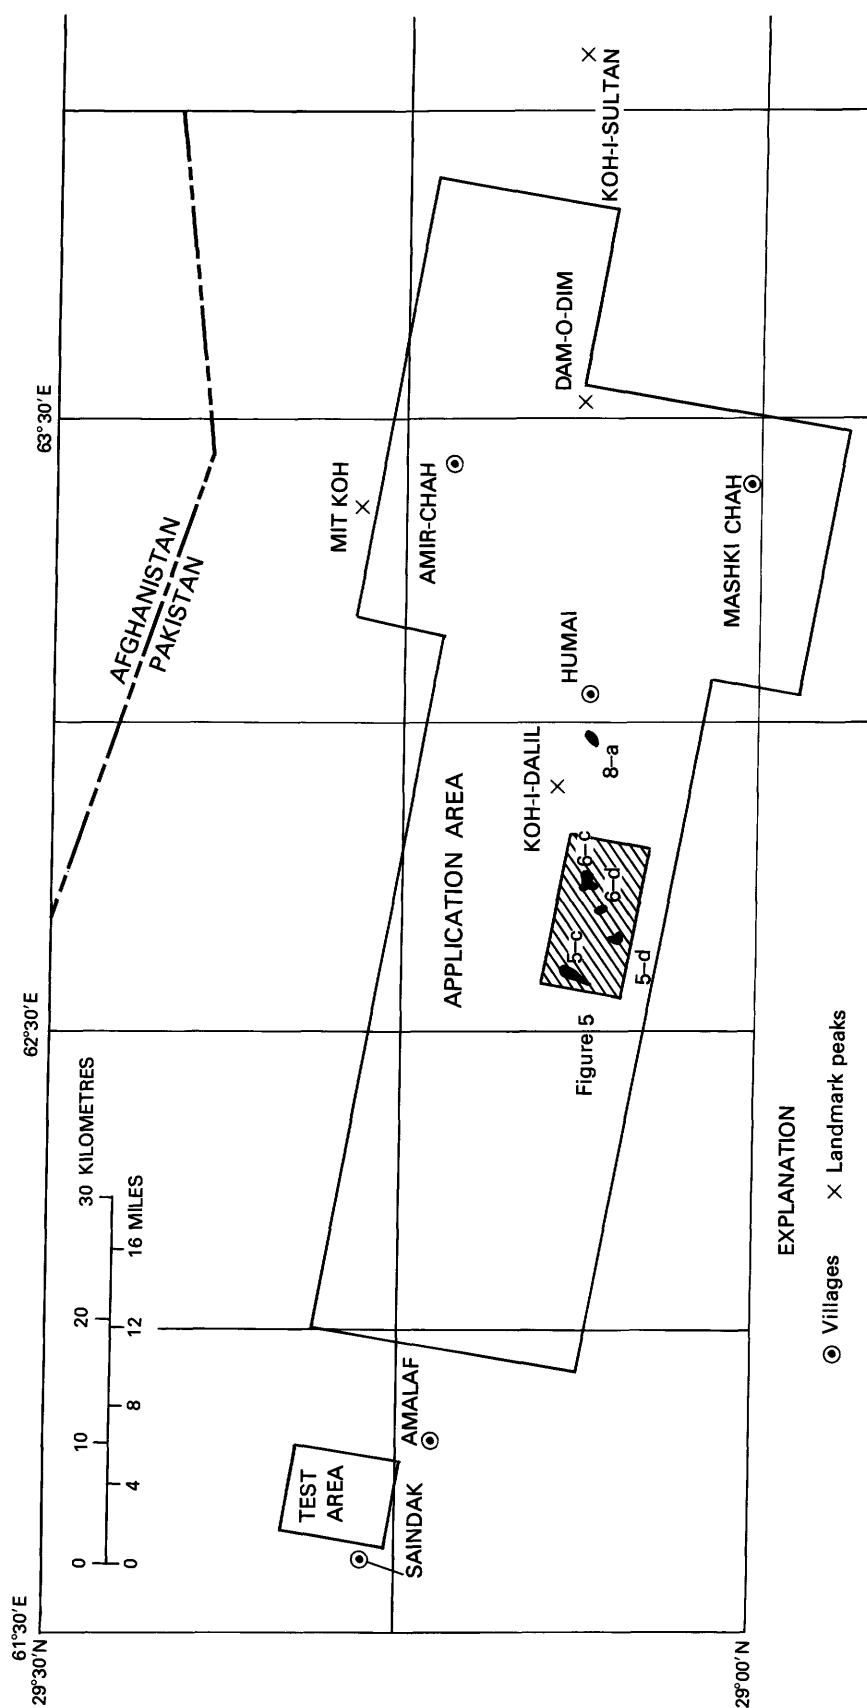 61°30′E
62°30′E
63°30′E
29°30′N
29°00′N
0
10
20
30 KILOMETRES
0
4
8
12
16 MILES
AFGHANISTAN
PAKISTAN
TEST
AREA
SAINDAK
AMALAF
APPLICATION AREA
MIT KOH
AMIR-CHAH
DAM-O-DIM
KOH-I-SULTAN
HUMAI
KOH-I-DALIL
MASHKI CHAH
8-a
6-c
6-d
5-c
5-d
Figure 5
EXPLANATION
Villages
Landmark peaks